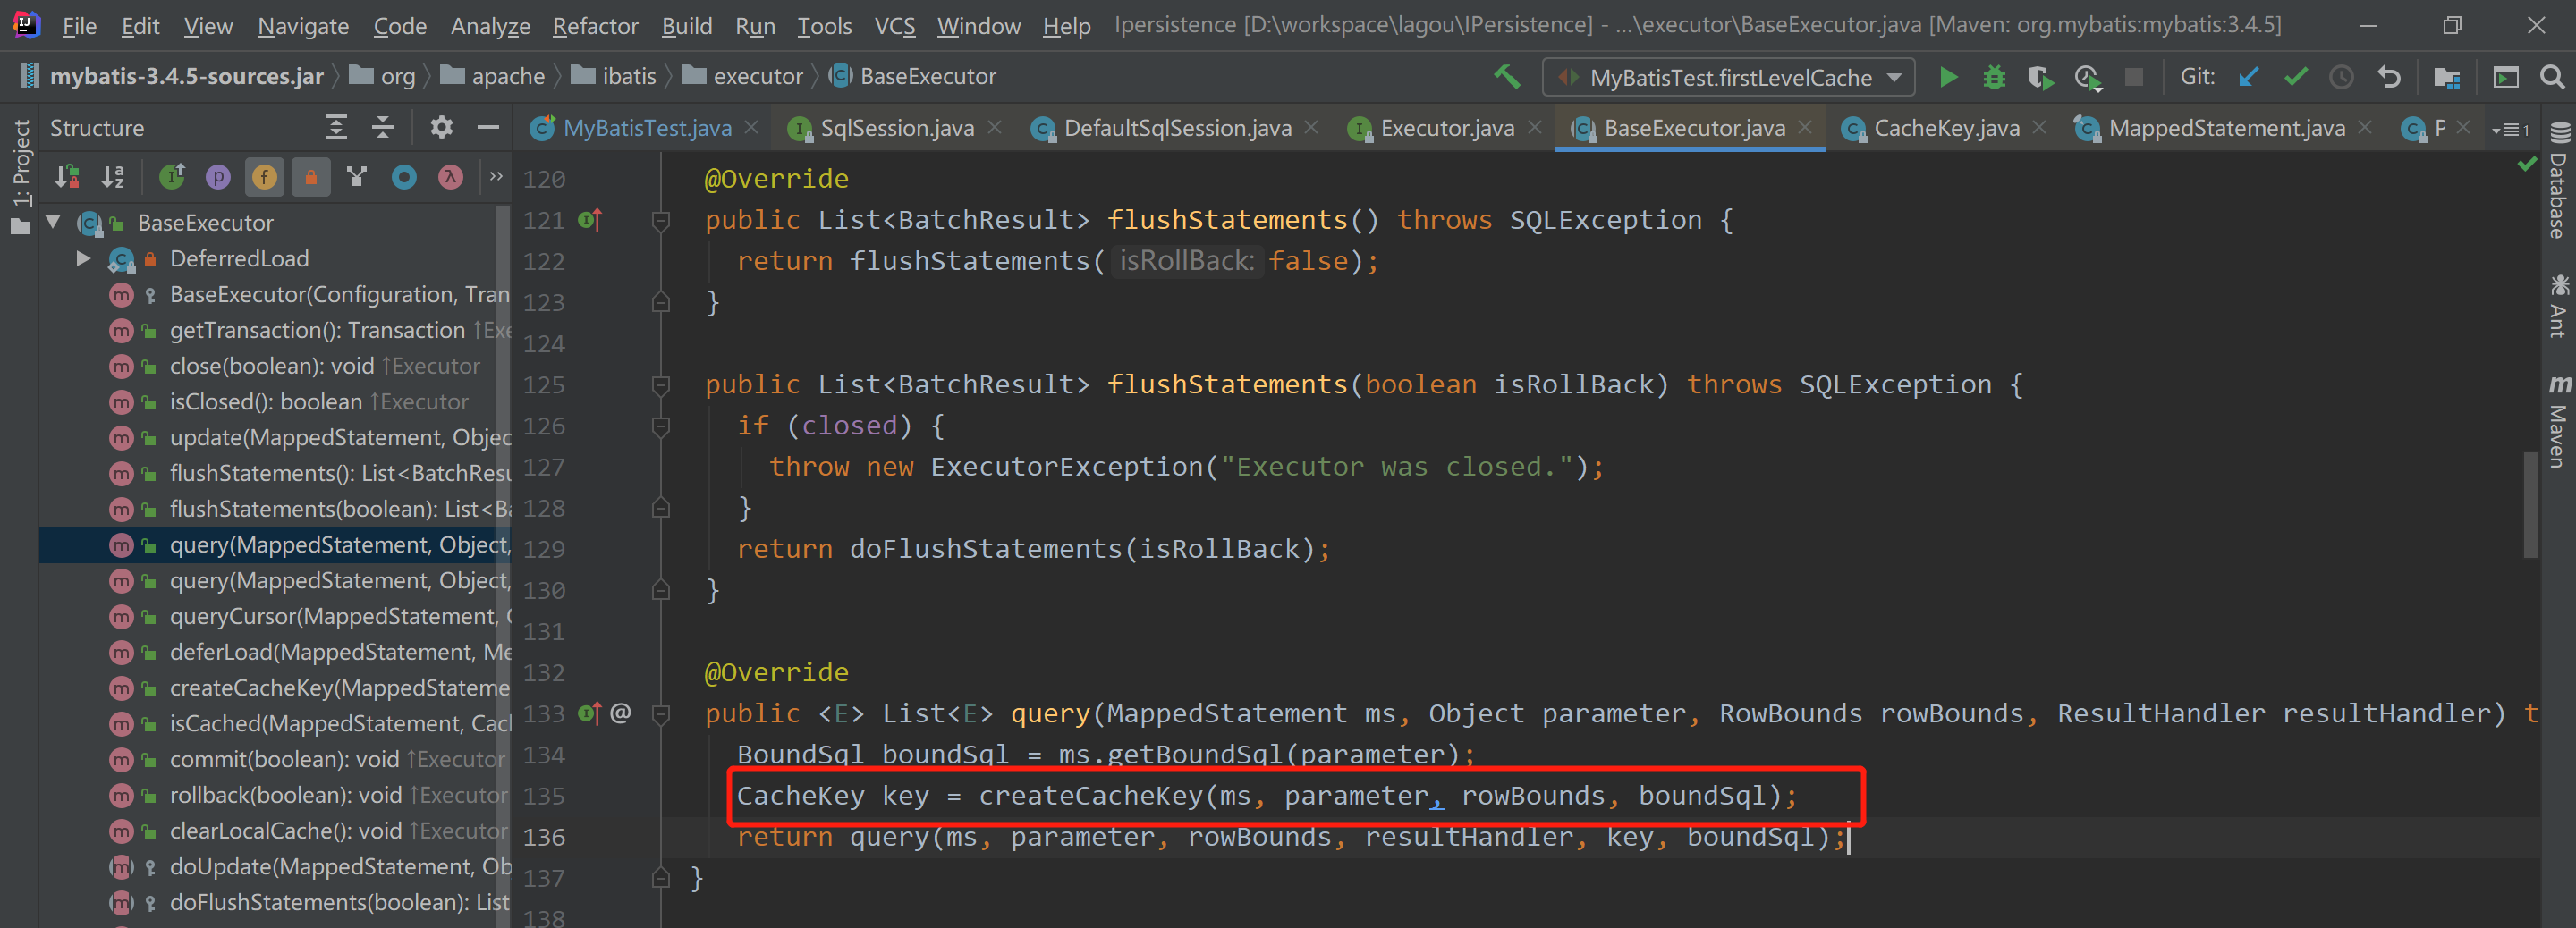 File Edit View Navigate Code Analyze Refactor Build Run Tools VCS Window Help Ipersistence [D:\workspace\lagou\IPersistence] - ...\executor\BaseExecutor.java [Maven: org.mybatis:mybatis:3.4.5]
mybatis-3.4.5-sources.jar org apache ibatis executor BaseExecutor MyBatisTest.firstLevelCache Git:
1: Project
Structure
MyBatisTest.java SqlSession.java DefaultSqlSession.java Executor.java BaseExecutor.java CacheKey.java MappedStatement.java P 1
BaseExecutor
DeferredLoad
BaseExecutor(Configuration, Tran
getTransaction(): Transaction ↑Exe
close(boolean): void ↑Executor
isClosed(): boolean ↑Executor
update(MappedStatement, Objec
flushStatements(): List<BatchResu
flushStatements(boolean): List<Ba
query(MappedStatement, Object,
query(MappedStatement, Object,
queryCursor(MappedStatement, O
deferLoad(MappedStatement, Me
createCacheKey(MappedStateme
isCached(MappedStatement, Cacl
commit(boolean): void ↑Executor
rollback(boolean): void ↑Executor
clearLocalCache(): void ↑Executor
doUpdate(MappedStatement, Ob
doFlushStatements(boolean): List
120 @Override
121 public List<BatchResult> flushStatements() throws SQLException {
122 return flushStatements( isRollBack: false);
123 }
124
125 public List<BatchResult> flushStatements(boolean isRollBack) throws SQLException {
126 if (closed) {
127 throw new ExecutorException("Executor was closed.");
128 }
129 return doFlushStatements(isRollBack);
130 }
131
132 @Override
133 @ public <E> List<E> query(MappedStatement ms, Object parameter, RowBounds rowBounds, ResultHandler resultHandler) t
134 BoundSql boundSql = ms.getBoundSql(parameter);
135 CacheKey key = createCacheKey(ms, parameter, rowBounds, boundSql);
136 return query(ms, parameter, rowBounds, resultHandler, key, boundSql);
137 }
138
Database
Ant
Maven